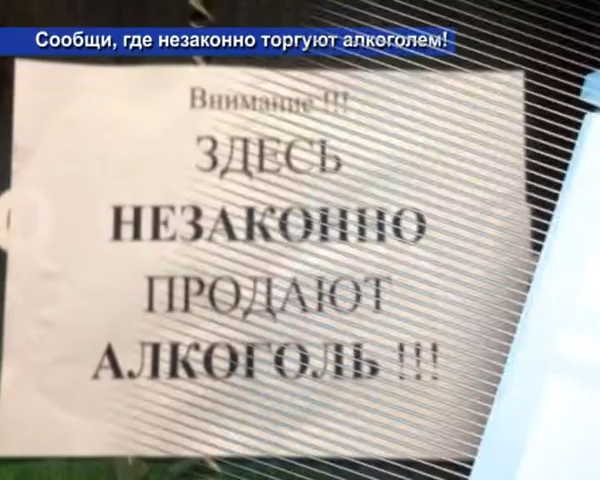 Сообщи, где незаконно торгуют алкоголем!
Внимание !!!
ЗДЕСЬ
НЕЗАКОННО
ПРОДАЮТ
АЛКОГОЛЬ !!!